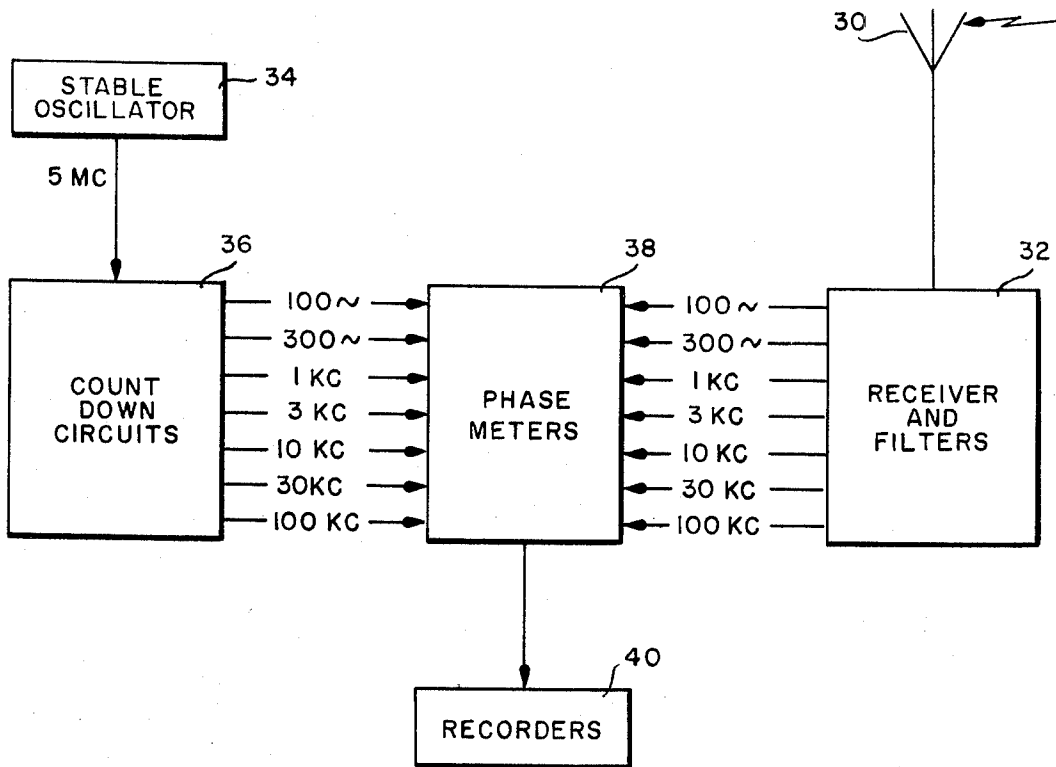 30
STABLE
OSCILLATOR
34
5 MC
36
38
32
COUNT
DOWN
CIRCUITS
100~
300~
1 KC
3 KC
10 KC
30KC
100 KC
PHASE
METERS
100~
300~
1 KC
3 KC
10 KC
30 KC
100 KC
RECEIVER
AND
FILTERS
40
RECORDERS